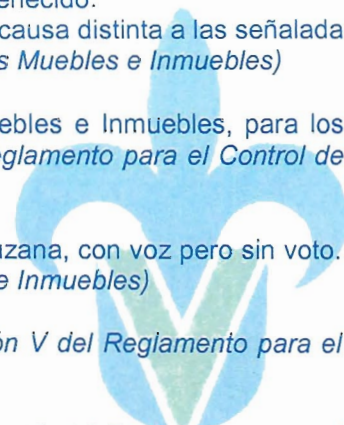 enecido.
causa distinta a las señalada
s Muebles e Inmuebles)
ebles e Inmuebles, para los
eglamento para el Control de
uzana, con voz pero sin voto.
e Inmuebles)
ón V del Reglamento para el